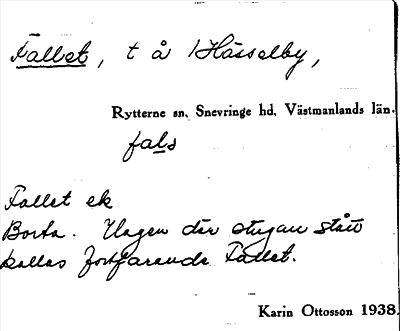 Fallet, t å Hässelby,
Rytterne sn, Snevringe hd, Västmanlands län.
fals
Fallet ek
Borta. Hagen där stugan stått
kallas fortfarande Fallet.
Karin Ottosson 1938.